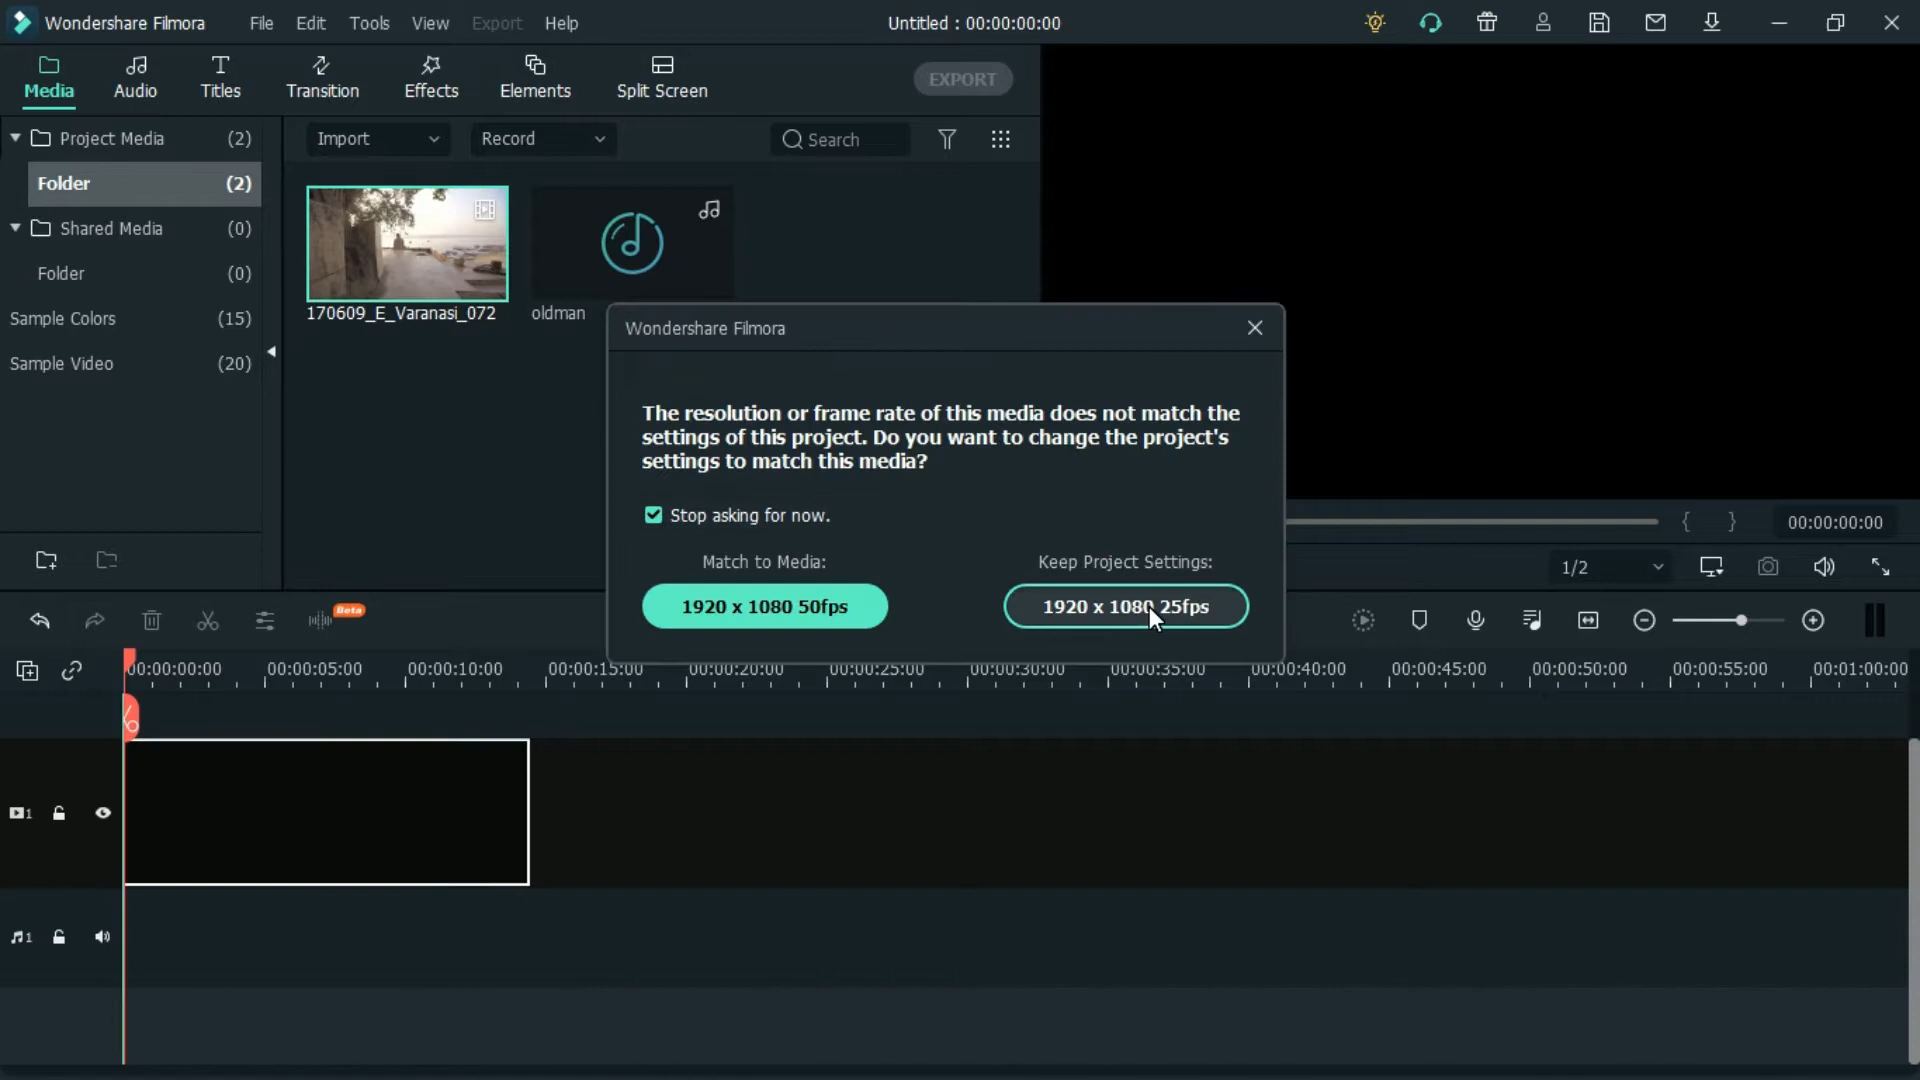 Wondershare Filmora File Edit Tools View Export Help Untitled : 00:00:00:00
Media Audio Titles Transition Effects Elements Split Screen EXPORT
Project Media (2)
Import Record Search
Folder (2)
Shared Media (0)
Folder (0)
Sample Colors (15)
Sample Video (20)
170609_E_Varanasi_072 oldman
Wondershare Filmora
The resolution or frame rate of this media does not match the
settings of this project. Do you want to change the project's
settings to match this media?
Stop asking for now.
Match to Media: Keep Project Settings:
1920 x 1080 50fps 1920 x 1080 25fps
{ } 00:00:00:00
1/2
Beta
00:00:00:00 00:00:05:00 00:00:10:00 00:00:15:00 00:00:20:00 00:00:25:00 00:00:30:00 00:00:35:00 00:00:40:00 00:00:45:00 00:00:50:00 00:00:55:00 00:01:00:00
1
1